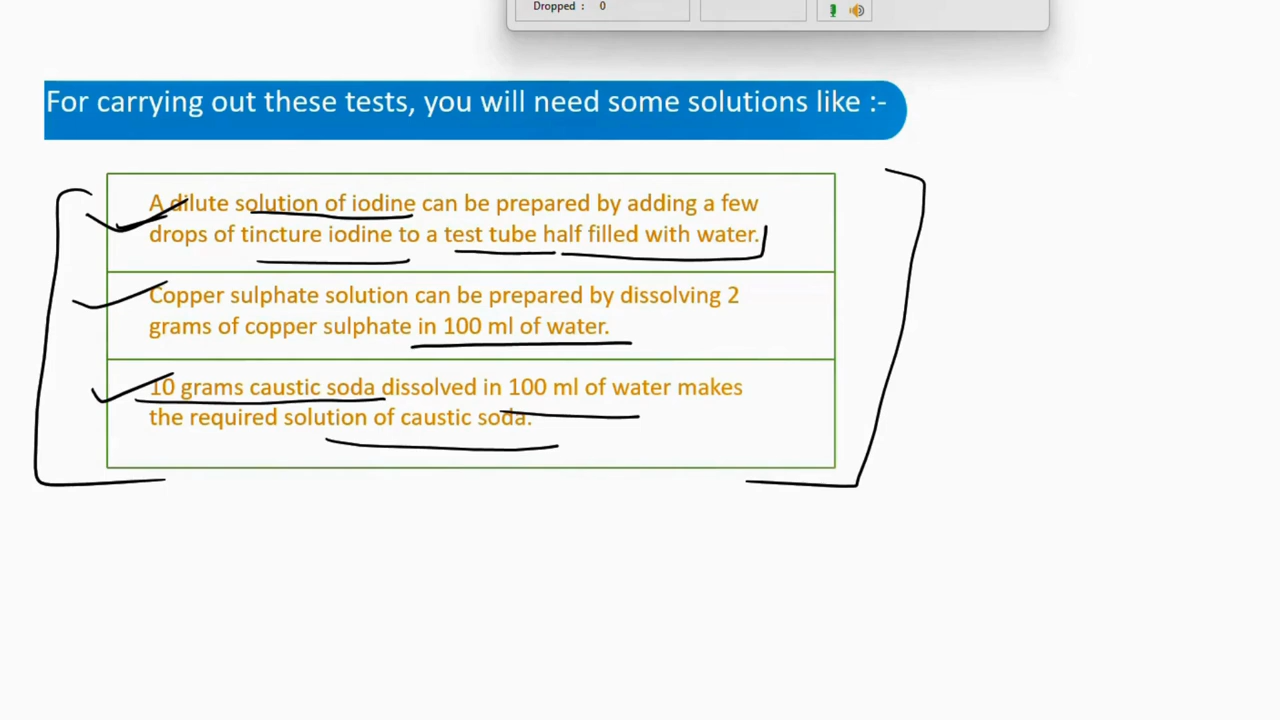 Dropped : 0
For carrying out these tests, you will need some solutions like :-
A dilute solution of iodine can be prepared by adding a few
drops of tincture iodine to a test tube half filled with water.
Copper sulphate solution can be prepared by dissolving 2
grams of copper sulphate in 100 ml of water.
10 grams caustic soda dissolved in 100 ml of water makes
the required solution of caustic soda.